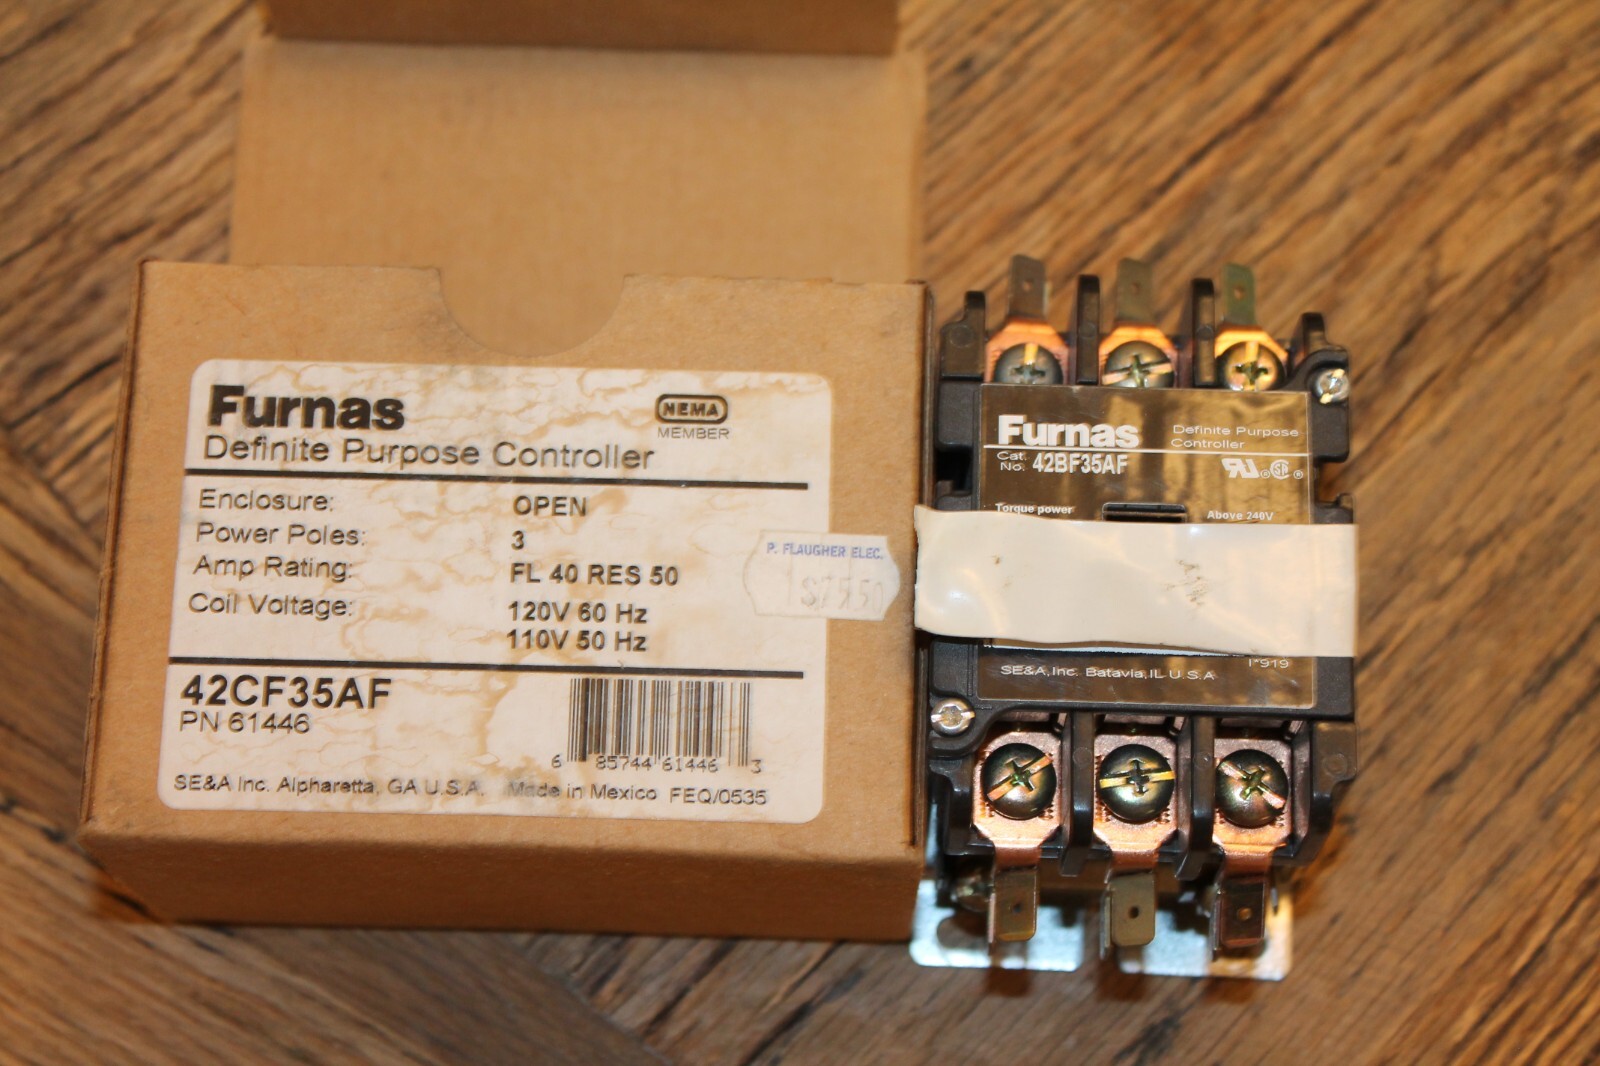 Furnas
NEMA
MEMBER
Definite Purpose Controller
Enclosure: OPEN
Power Poles: 3
Amp Rating: FL 40 RES 50
Coil Voltage: 120V 60 Hz
110V 50 Hz
42CF35AF
PN 61446
6 85744 61446 3
SE&A Inc. Alpharetta, GA U.S.A. Made in Mexico FEQ/0535
P. FLAUGHER ELEC.
Furnas
Definite Purpose
Controller
Cat.
No. 42BF35AF
Torque power
Above 240V
SE&A, Inc. Batavia, IL U.S.A